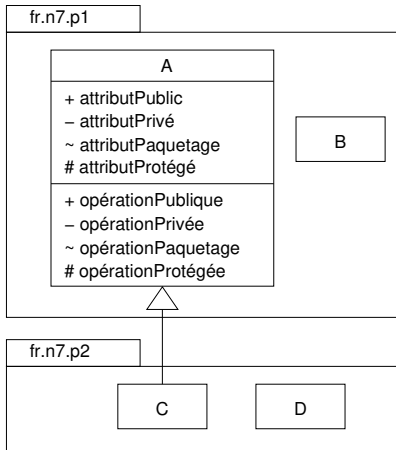 fr.n7.p1
A
+ attributPublic
− attributPrivé
~ attributPaquetage
# attributProtégé
B
+ opérationPublique
− opérationPrivée
~ opérationPaquetage
# opérationProtégée
fr.n7.p2
C
D